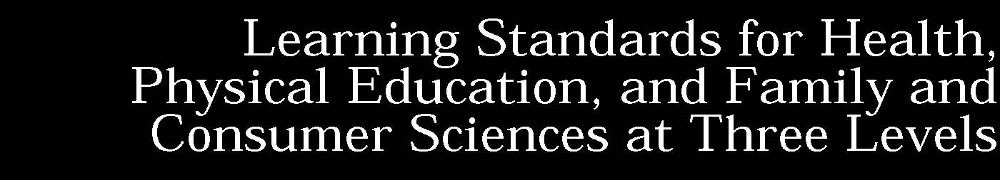 Learning Standards for Health,
Physical Education, and Family and
Consumer Sciences at Three Levels